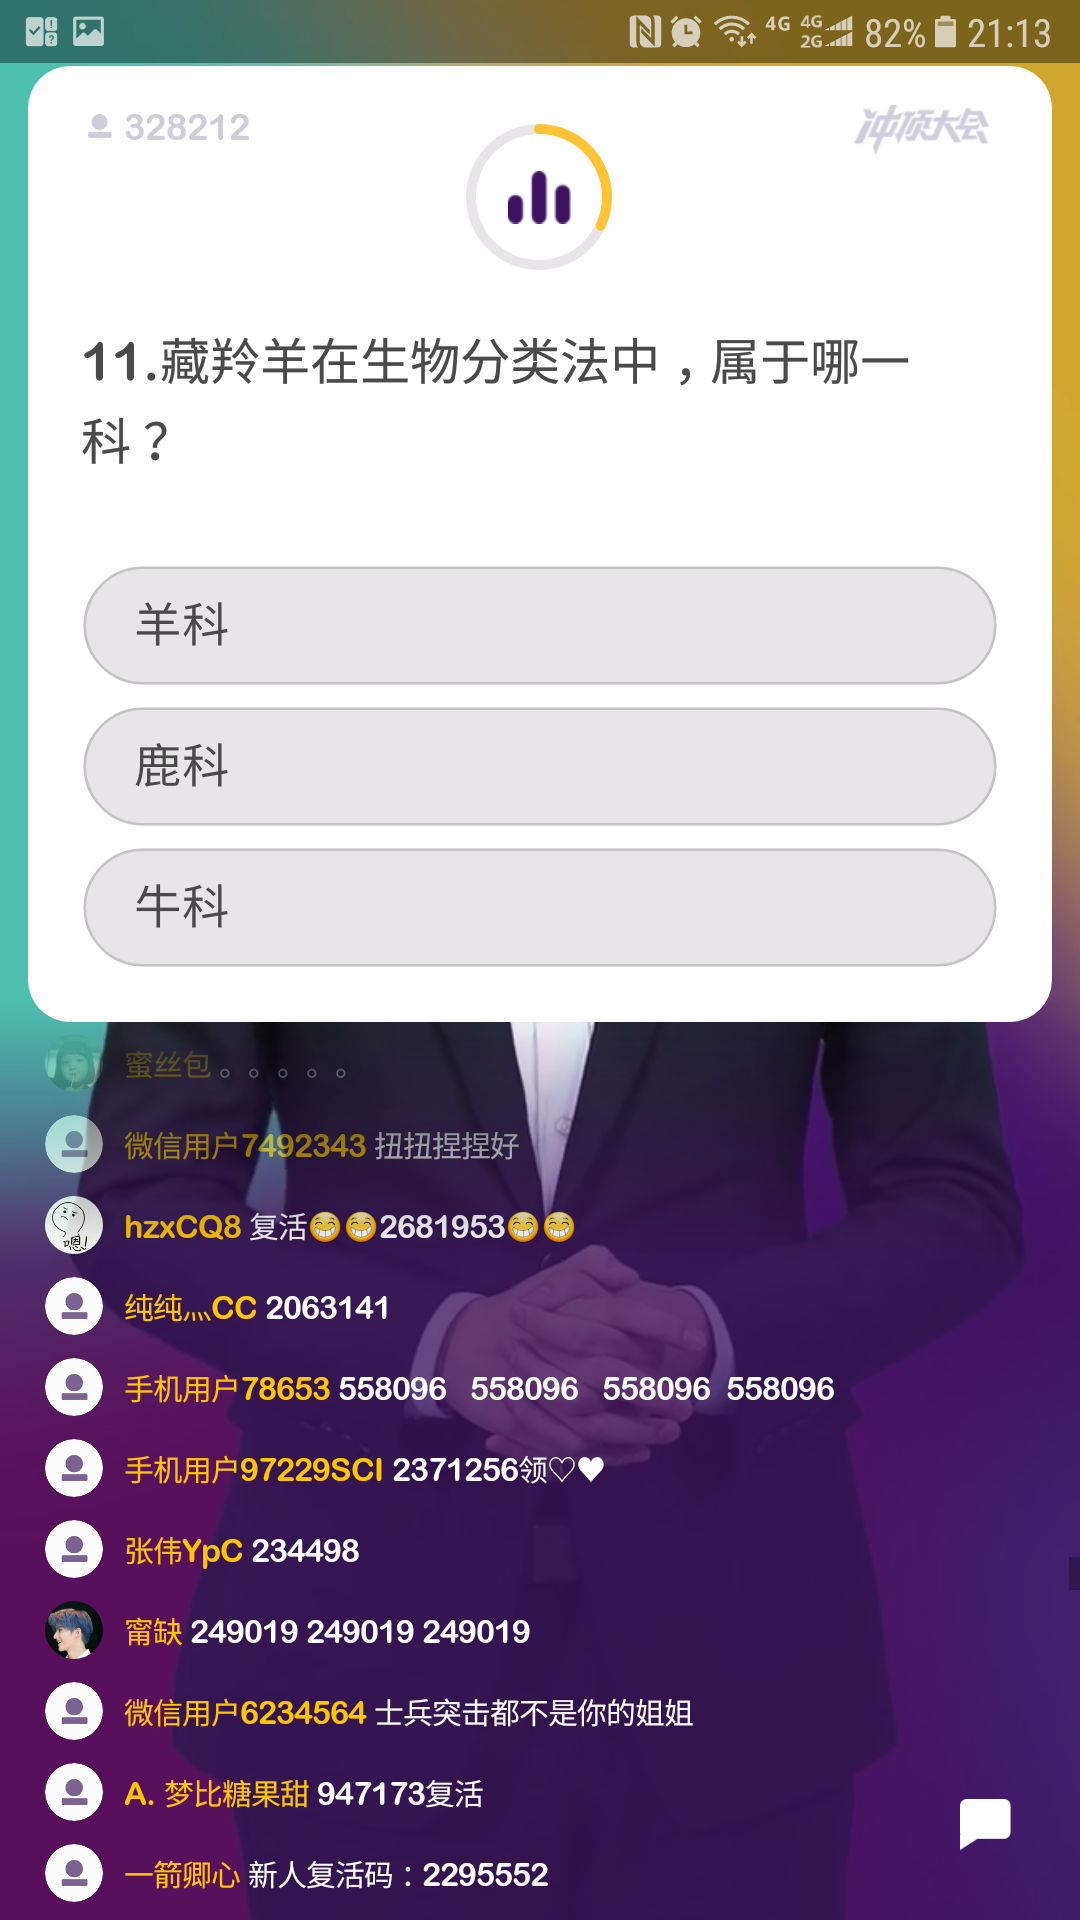 4G 4G 2G 82% 21:13
328212 冲顶大会
11.藏羚羊在生物分类法中，属于哪一
科？
羊科
鹿科
牛科
蜜丝包 。。。。。
微信用户7492343 扭扭捏捏好
嗯!
hzxCQ8 复活😁😁2681953😁😁
纯纯灬CC 2063141
手机用户78653 558096 558096 558096 558096
手机用户97229SCI 2371256领♡♥
张伟YpC 234498
甯缺 249019 249019 249019
微信用户6234564 士兵突击都不是你的姐姐
A. 梦比糖果甜 947173复活
一箭卿心 新人复活码：2295552